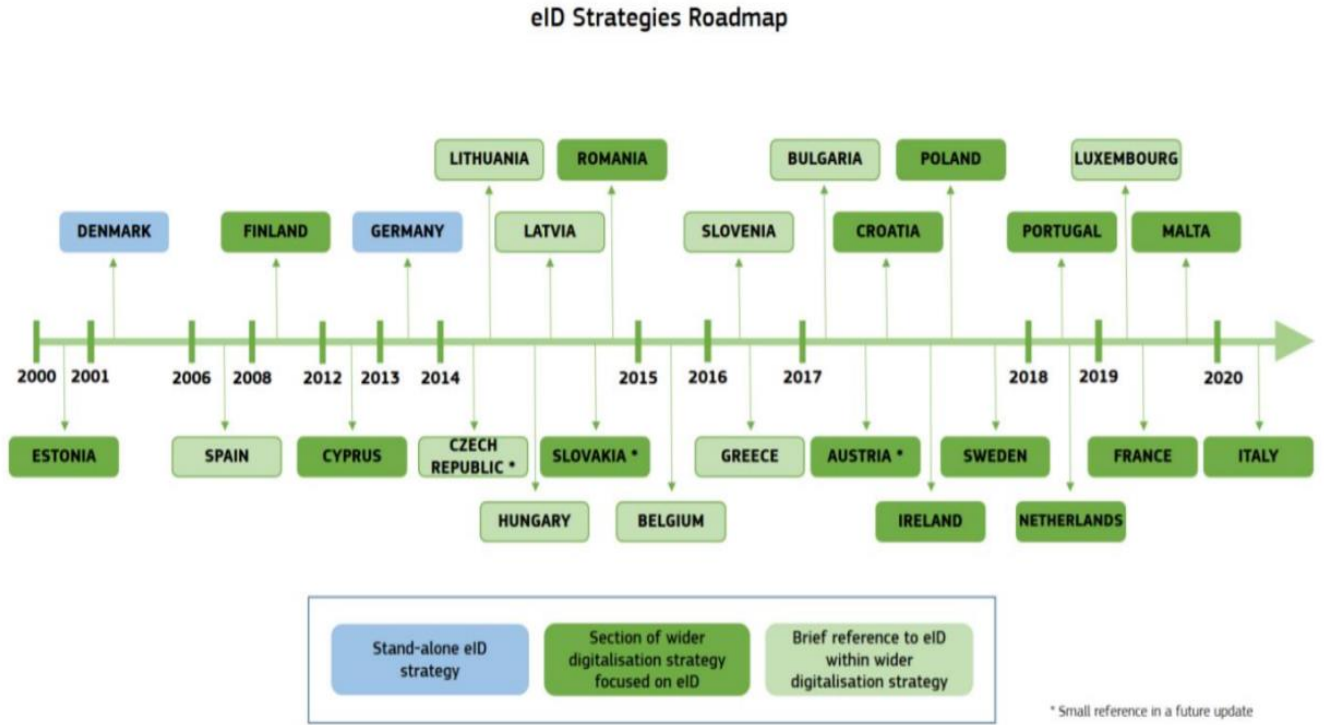 eID Strategies Roadmap
LITHUANIA
ROMANIA
BULGARIA
POLAND
LUXEMBOURG
DENMARK
FINLAND
GERMANY
LATVIA
SLOVENIA
CROATIA
PORTUGAL
MALTA
2000
2001
2006
2008
2012
2013
2014
2015
2016
2017
2018
2019
2020
ESTONIA
SPAIN
CYPRUS
CZECH
REPUBLIC *
SLOVAKIA *
GREECE
AUSTRIA *
SWEDEN
FRANCE
ITALY
HUNGARY
BELGIUM
IRELAND
NETHERLANDS
Stand-alone eID
strategy
Section of wider
digitalisation strategy
focused on eID
Brief reference to eID
within wider
digitalisation strategy
* Small reference in a future update